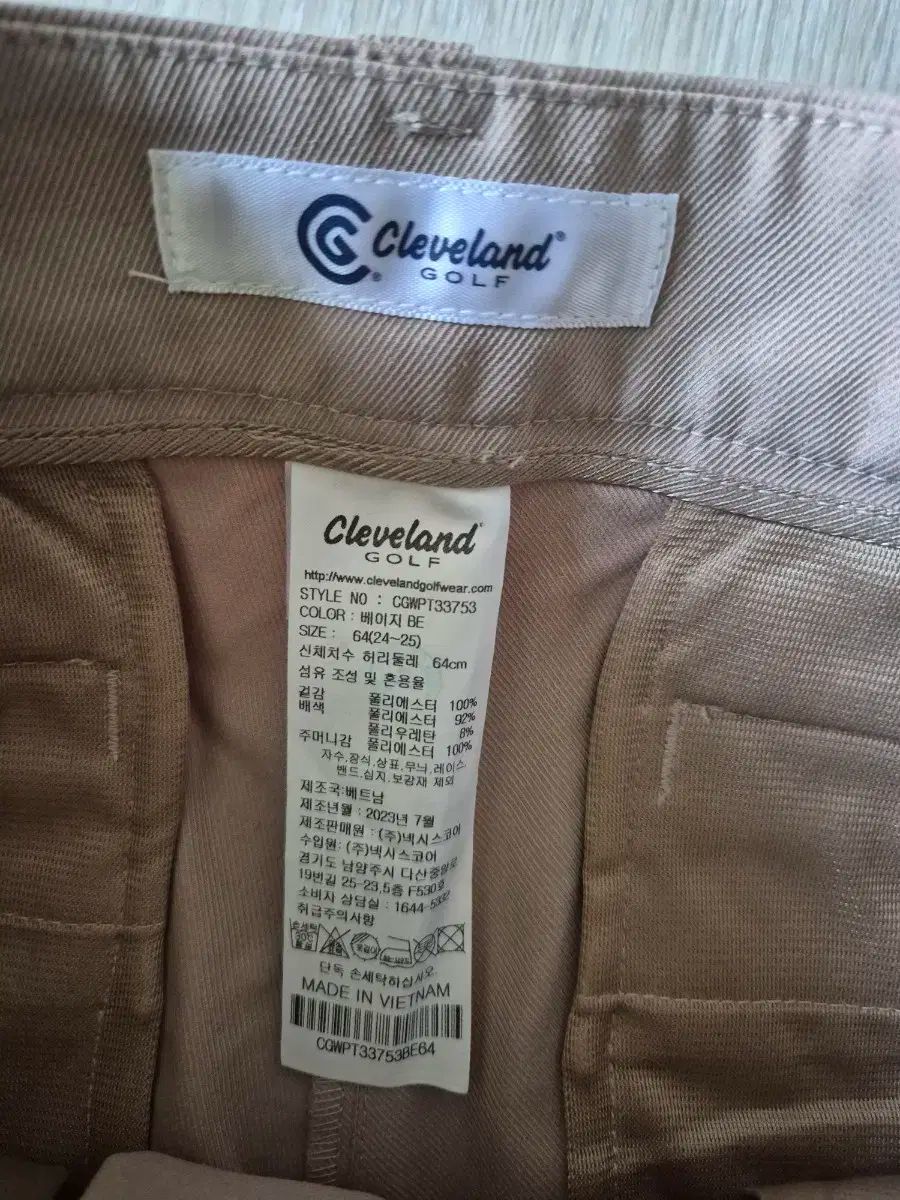 CG® Cleveland®
GOLF
Cleveland®
GOLF
http://www.clevelandgolfwear.com
STYLE NO : CGWPT33753
COLOR : 베이지 BE
SIZE : 64(24~25)
신체치수 허리둘레 64cm
섬유 조성 및 혼용율
겉감 폴리에스터 100%
배색 폴리에스터 92%
폴리우레탄 8%
주머니감 폴리에스터 100%
자수,장식,상표,무늬,레이스,
밴드,심지,보강재 제외
제조국:베트남
제조년월 : 2023년 7월
제조판매원 : (주)넥시스코어
수입원: (주)넥시스코어
경기도 남양주시 다산중앙로
19번길 25-23,5층 F530호
소비자 상담실 : 1644-5332
취급주의사항
손세탁
30℃
중성
단독 손세탁하십시오.
MADE IN VIETNAM
CGWPT33753BE64